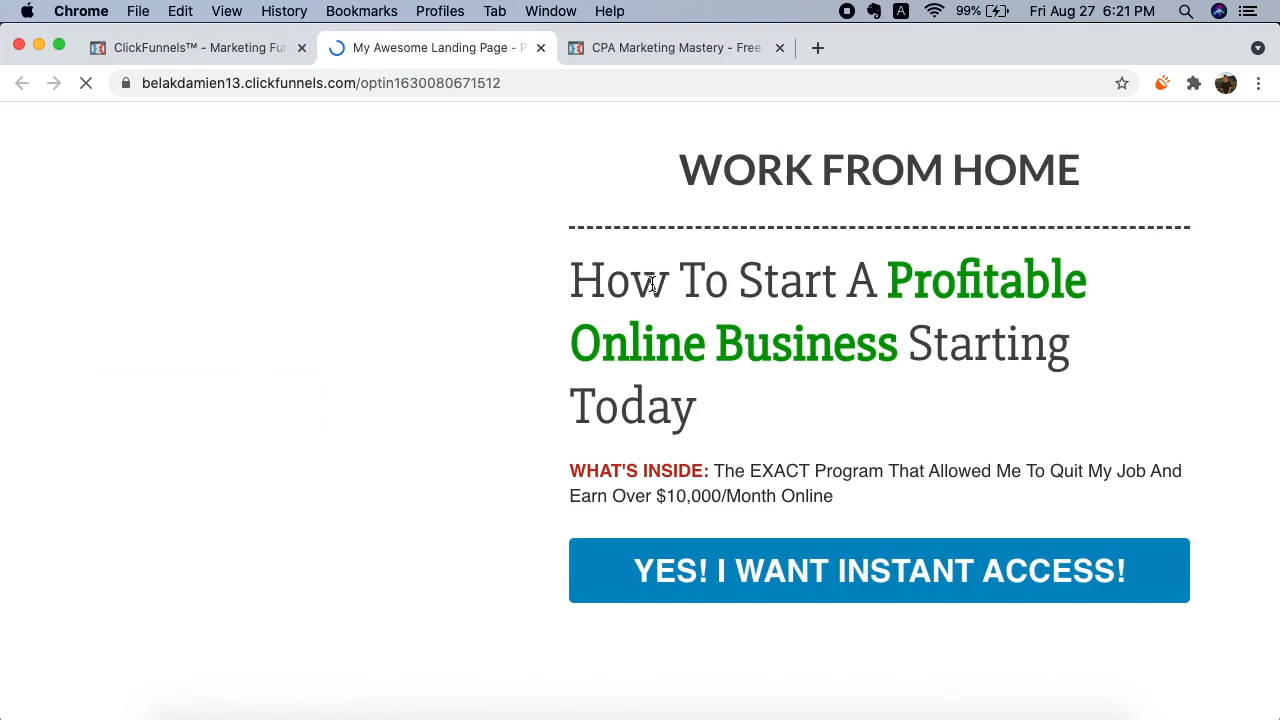 Chrome File Edit View History Bookmarks Profiles Tab Window Help A 99% Fri Aug 27 6:21 PM
ClickFunnels™ - Marketing Fun
My Awesome Landing Page - P
CPA Marketing Mastery - Free
belakdamien13.clickfunnels.com/optin1630080671512
WORK FROM HOME
How To Start A Profitable
Online Business Starting
Today
WHAT'S INSIDE: The EXACT Program That Allowed Me To Quit My Job And
Earn Over $10,000/Month Online
YES! I WANT INSTANT ACCESS!